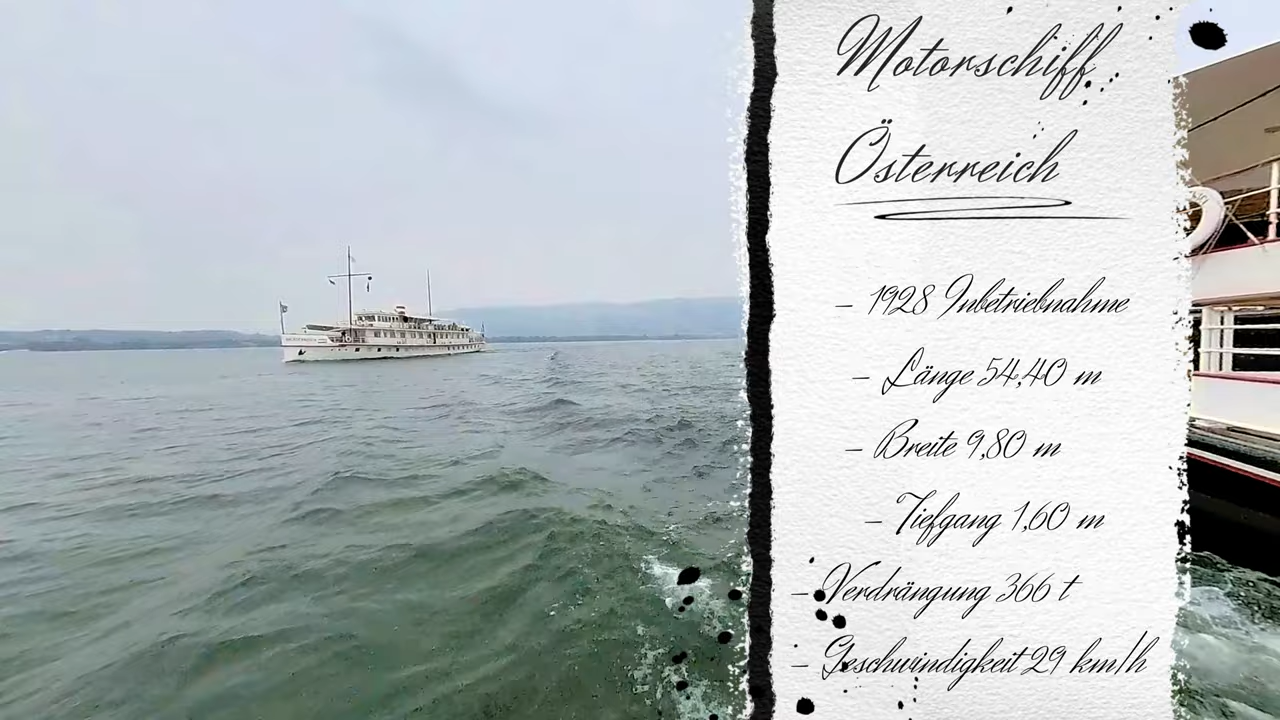 Motorschiff
Österreich
– 1928 Inbetriebnahme
– Länge 54,40 m
– Breite 9,80 m
– Tiefgang 1,60 m
– Verdrängung 366 t
– Geschwindigkeit 29 km/h